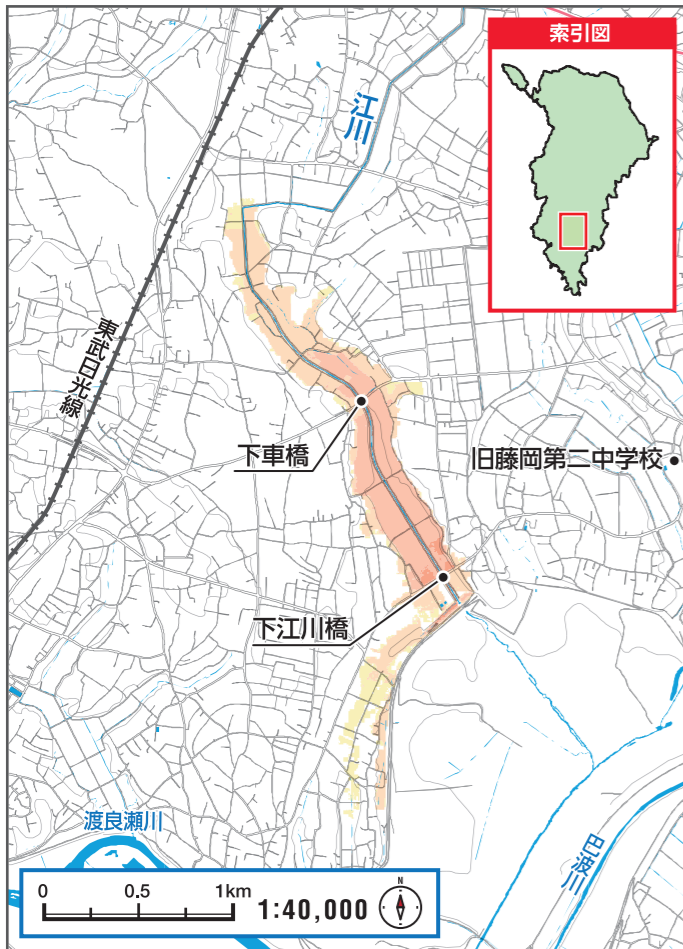 索引図
江川
東武日光線
下車橋
旧藤岡第二中学校
下江川橋
渡良瀬川
巴波川
0 0.5 1km
1:40,000
N